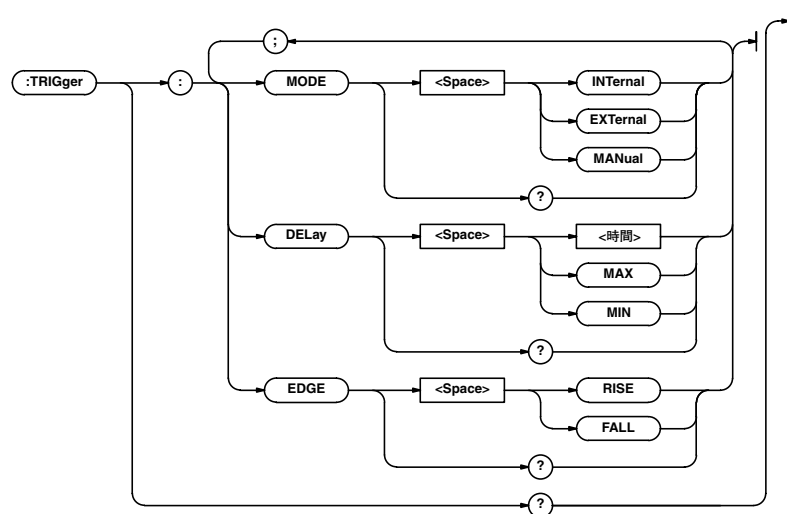 ;
:TRIGger : MODE <Space> INTernal
EXTernal
MANual
?
DELay <Space> <時間>
MAX
MIN
?
EDGE <Space> RISE
FALL
?
?